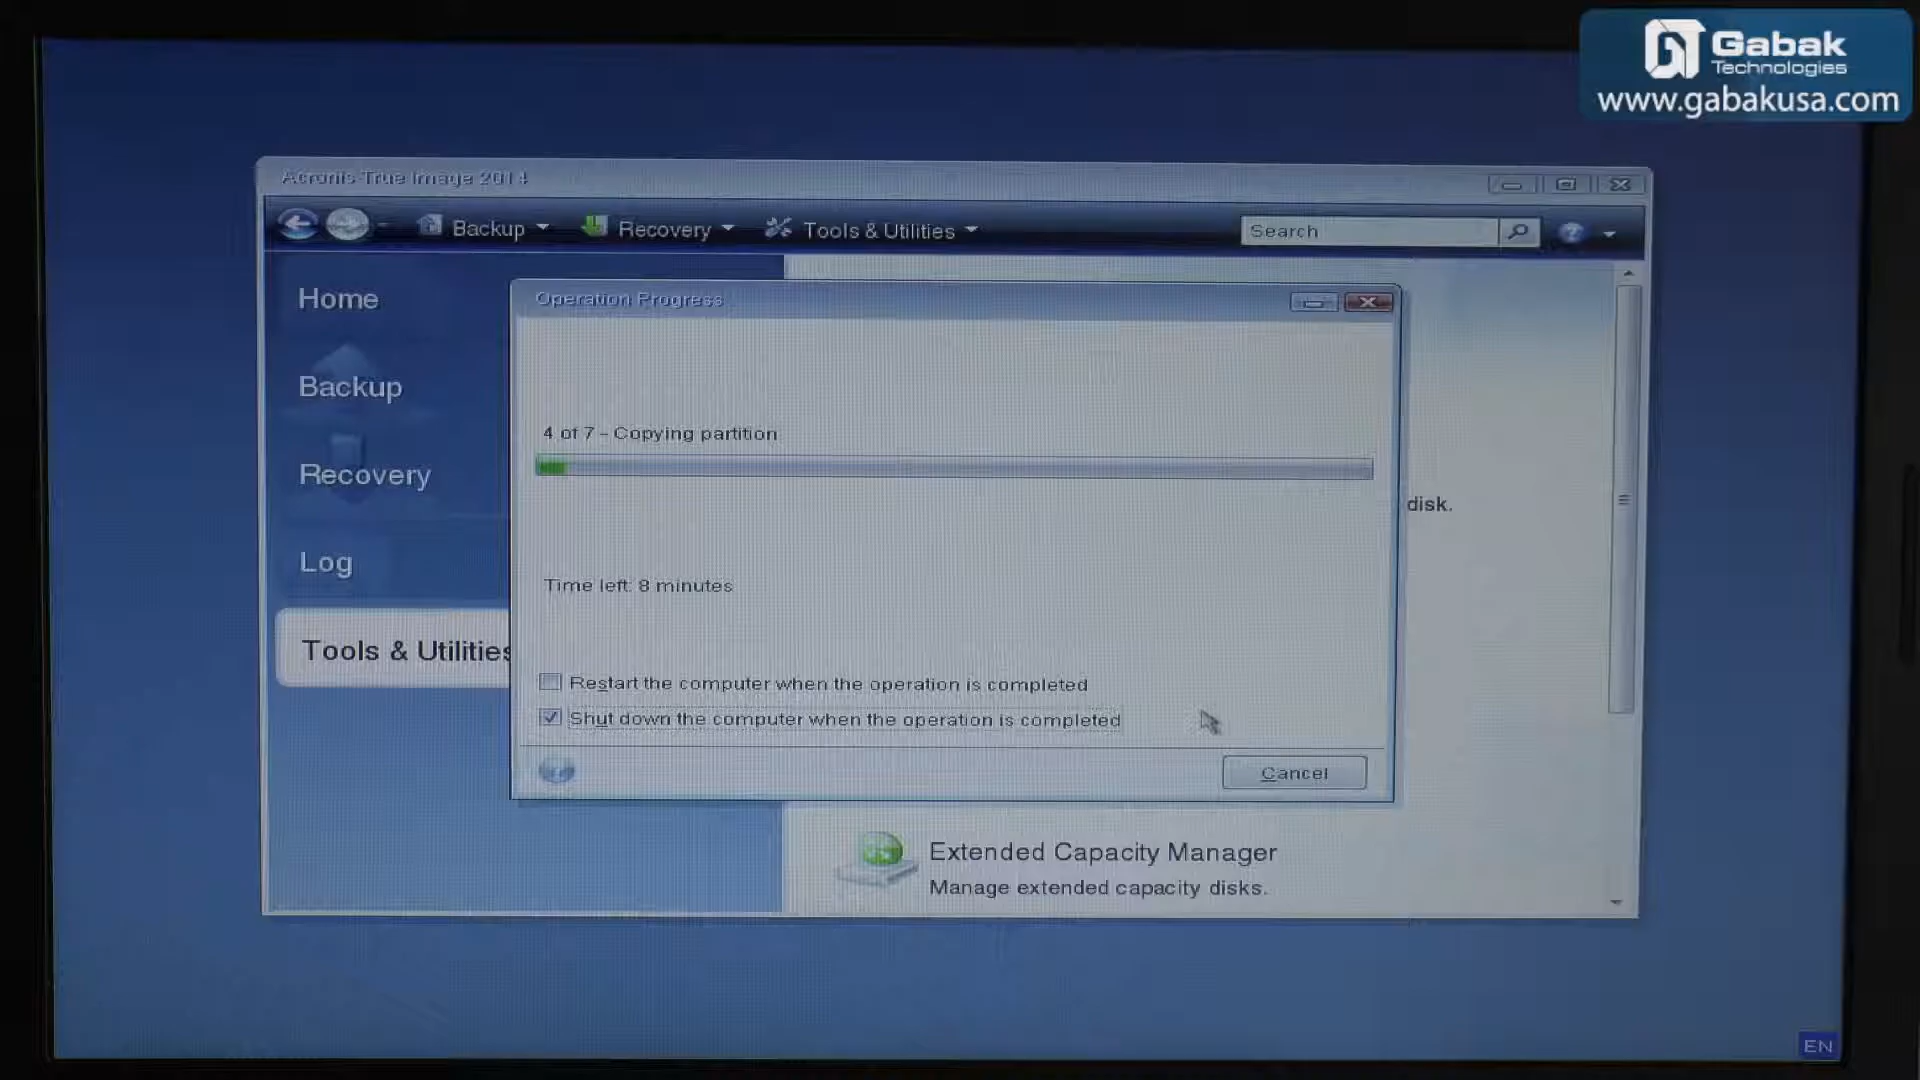 Gabak
Technologies
www.gabakusa.com
Acronis True Image 2014
Backup
Recovery
Tools & Utilities
Search
Home
Backup
Recovery
Log
Tools & Utilities
Operation Progress
4 of 7 - Copying partition
disk.
Time left: 8 minutes
Restart the computer when the operation is completed
Shut down the computer when the operation is completed
Cancel
Extended Capacity Manager
Manage extended capacity disks.
EN